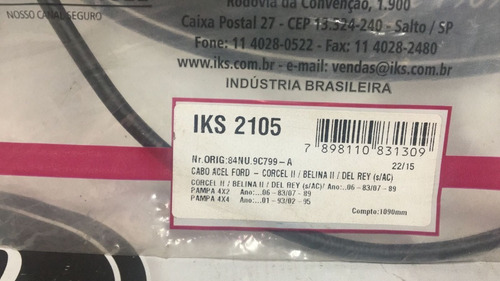 NOSSO CANAL SEGURO
Rodovia da Convenção, 1.900
Caixa Postal 27 - CEP 13.324-240 - Salto / SP
Fone: 11 4028-0522 - Fax: 11 4028-2480
www.iks.com.br - e-mail: vendas@iks.com.br
INDÚSTRIA BRASILEIRA
IKS 2105
7 898110 831309
22/15
Nr.ORIG:84NU.9C799-A
CABO ACEL FORD - CORCEL II / BELINA II / DEL REY (s/AC)
CORCEL II / BELINA II / DEL REY (s/AC)/ Ano:..06 - 83/07 - 89
PAMPA 4X2 Ano:...06 - 83/07 - 89
PAMPA 4X4 Ano:...01 - 93/02 - 95
Compto:1090mm